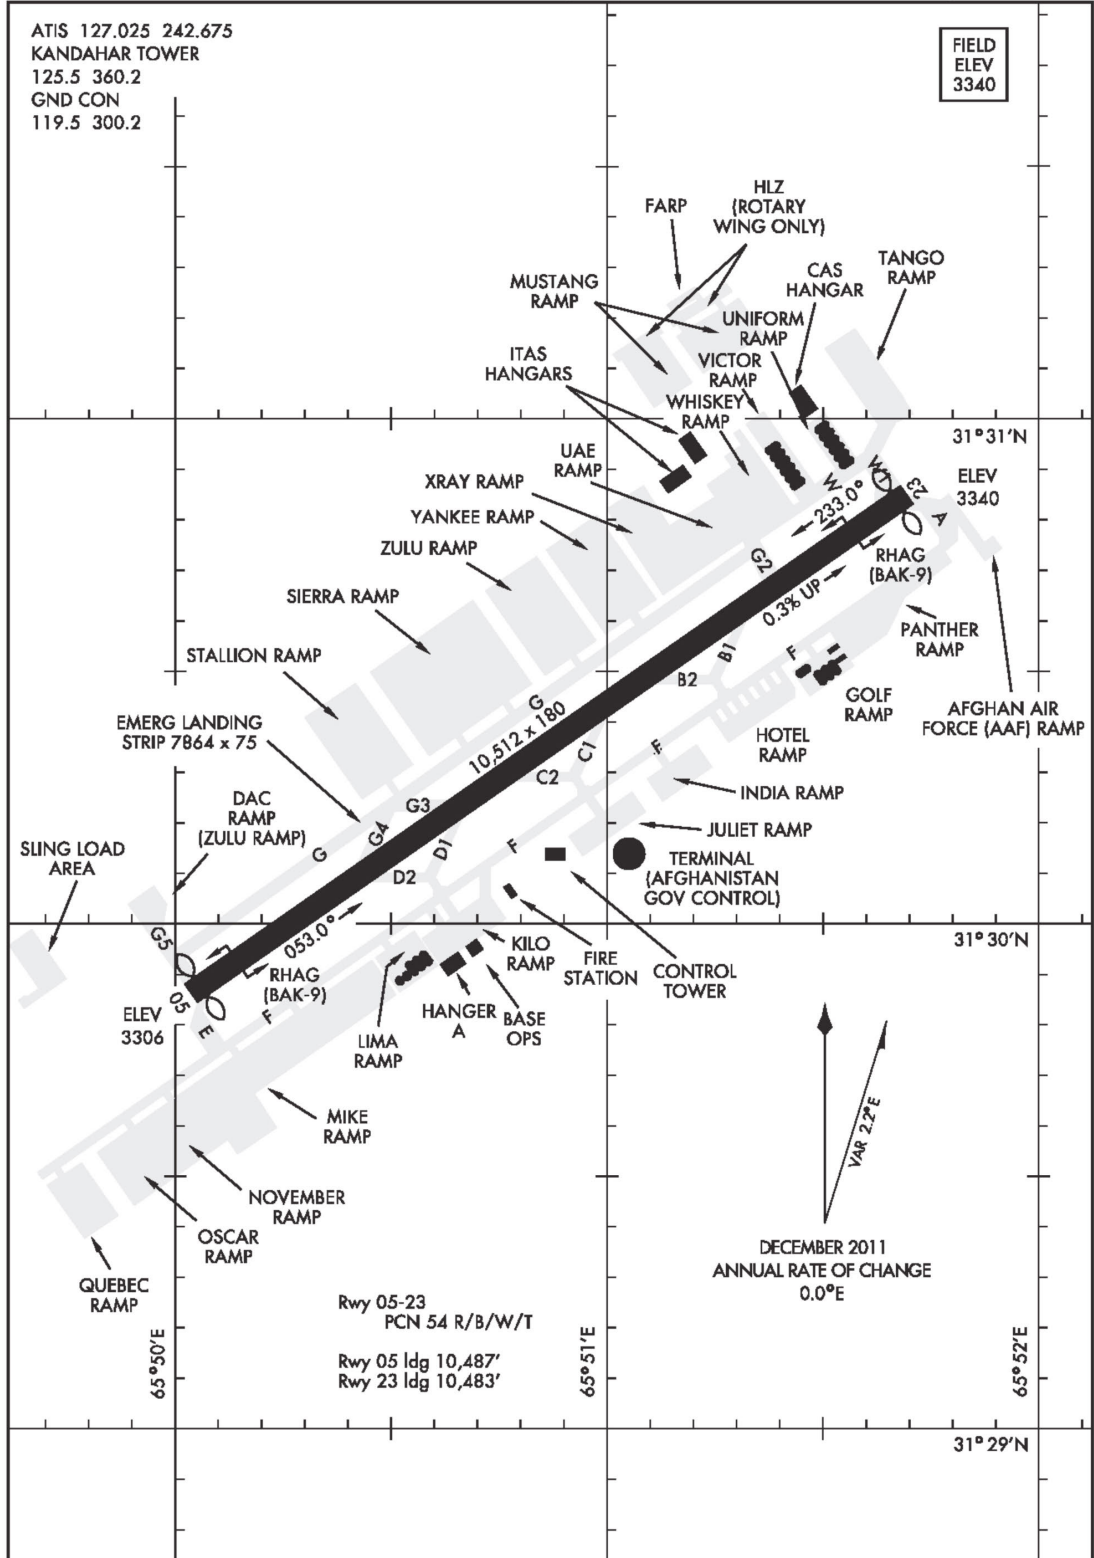 ATIS 127.025 242.675
KANDAHAR TOWER
125.5 360.2
GND CON
119.5 300.2
FIELD
ELEV
3340
HLZ
(ROTARY
WING ONLY)
FARP
TANGO
RAMP
CAS
HANGAR
MUSTANG
RAMP
UNIFORM
RAMP
ITAS
HANGARS
VICTOR
RAMP
WHISKEY
RAMP
31°31'N
UAE
RAMP
XRAY RAMP
W1
W
23
ELEV
3340
YANKEE RAMP
233.0°
A
ZULU RAMP
G2
RHAG
(BAK-9)
0.3% UP
SIERRA RAMP
PANTHER
RAMP
STALLION RAMP
B1
F
B2
GOLF
RAMP
AFGHAN AIR
FORCE (AAF) RAMP
G
10,512 x 180
EMERG LANDING
STRIP 7864 x 75
HOTEL
RAMP
C1
F
C2
INDIA RAMP
DAC
RAMP
(ZULU RAMP)
G3
G4
JULIET RAMP
SLING LOAD
AREA
G
D1
F
D2
TERMINAL
(AFGHANISTAN
GOV CONTROL)
G5
053.0°
31°30'N
KILO
RAMP
FIRE
STATION
CONTROL
TOWER
RHAG
(BAK-9)
05
E
F
ELEV
3306
HANGER
A
BASE
OPS
LIMA
RAMP
MIKE
RAMP
VAR 2.2°E
NOVEMBER
RAMP
OSCAR
RAMP
DECEMBER 2011
ANNUAL RATE OF CHANGE
0.0°E
QUEBEC
RAMP
Rwy 05-23
PCN 54 R/B/W/T
Rwy 05 ldg 10,487'
Rwy 23 ldg 10,483'
65°50'E
65°51'E
65°52'E
31°29'N